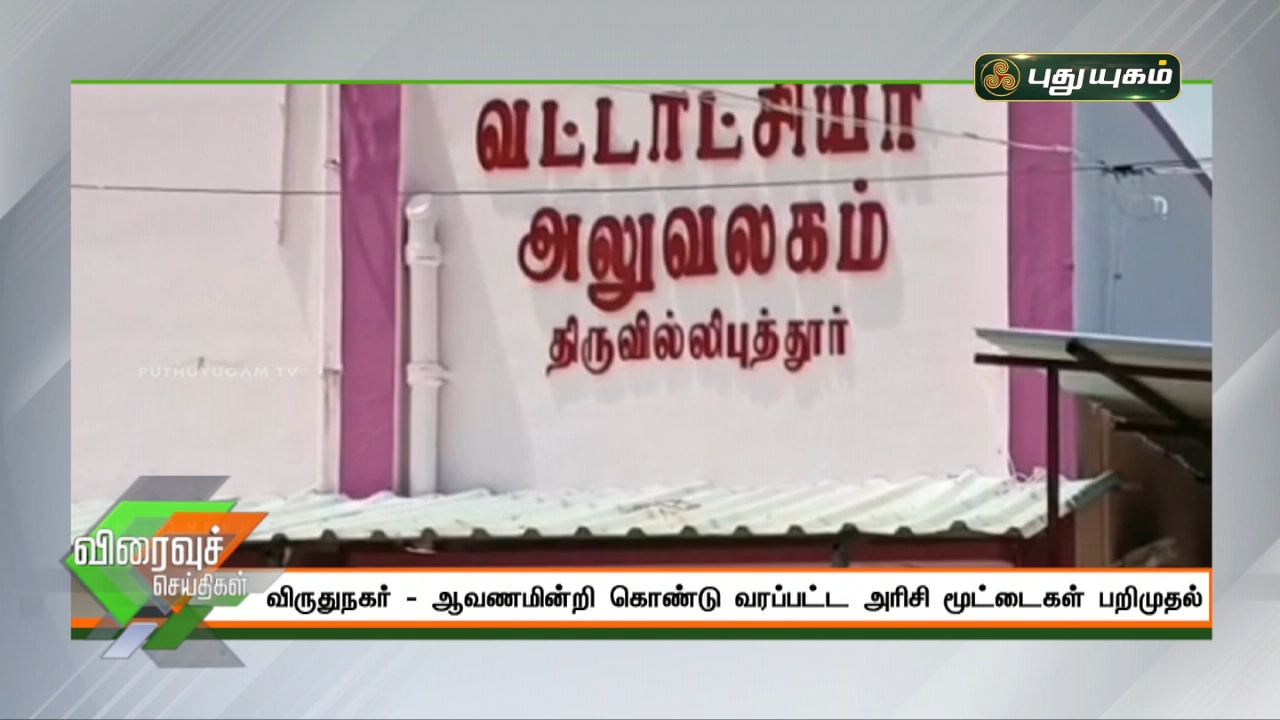 புதுயுகம்
வட்டாட்சியர்
அலுவலகம்
திருவில்லிபுத்தூர்
PUTHUYUGAM TV
விரைவுச்
செய்திகள்
விருதுநகர் - ஆவணமின்றி கொண்டு வரப்பட்ட அரிசி மூட்டைகள் பறிமுதல்